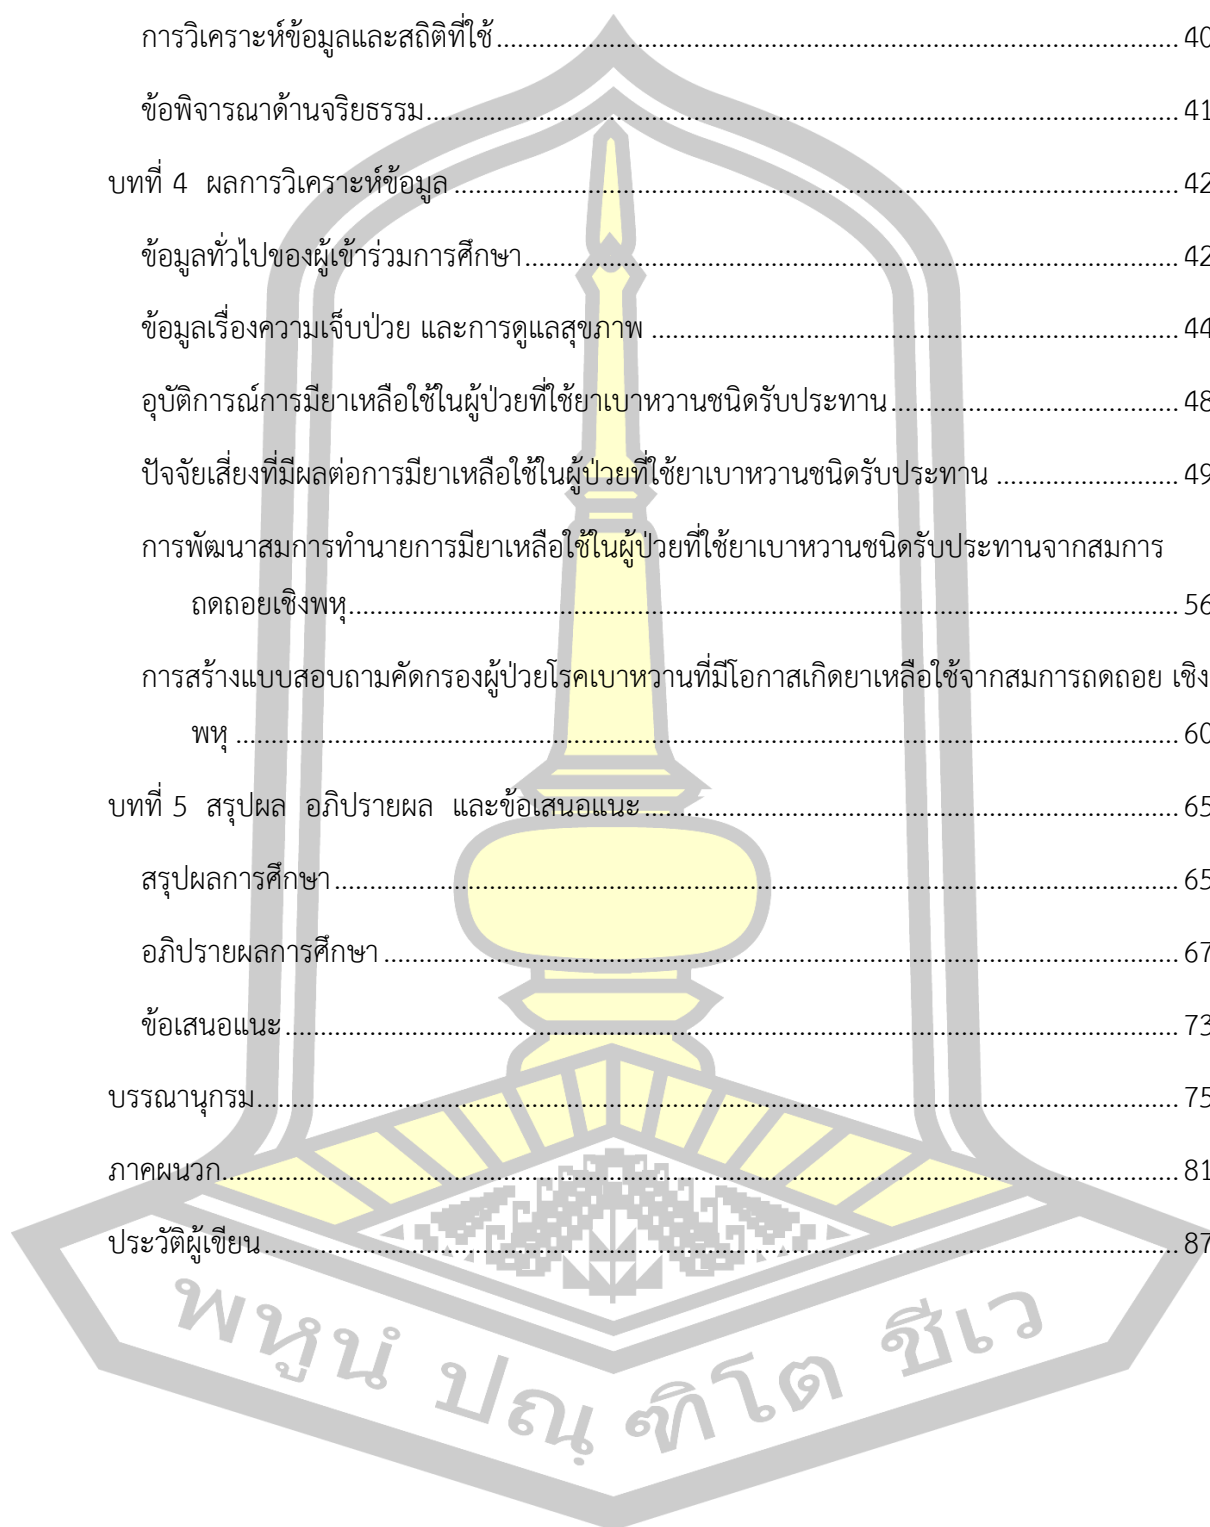 การวิเคราะห์ข้อมูลและสถิติที่ใช้ .......... 40
ข้อพิจารณาด้านจริยธรรม .......... 41
บทที่ 4 ผลการวิเคราะห์ข้อมูล .......... 42
ข้อมูลทั่วไปของผู้เข้าร่วมการศึกษา .......... 42
ข้อมูลเรื่องความเจ็บป่วย และการดูแลสุขภาพ .......... 44
อุบัติการณ์การมียาเหลือใช้ในผู้ป่วยที่ใช้ยาเบาหวานชนิดรับประทาน .......... 48
ปัจจัยเสี่ยงที่มีผลต่อการมียาเหลือใช้ในผู้ป่วยที่ใช้ยาเบาหวานชนิดรับประทาน .......... 49
การพัฒนาสมการทำนายการมียาเหลือใช้ในผู้ป่วยที่ใช้ยาเบาหวานชนิดรับประทานจากสมการ
ถดถอยเชิงพหุ .......... 56
การสร้างแบบสอบถามคัดกรองผู้ป่วยโรคเบาหวานที่มีโอกาสเกิดยาเหลือใช้จากสมการถดถอย เชิง
พหุ .......... 60
บทที่ 5 สรุปผล อภิปรายผล และข้อเสนอแนะ .......... 65
สรุปผลการศึกษา .......... 65
อภิปรายผลการศึกษา .......... 67
ข้อเสนอแนะ .......... 73
บรรณานุกรม .......... 75
ภาคผนวก .......... 81
ประวัติผู้เขียน .......... 87
พหูนํ ปณฺฑิโต ชีเว